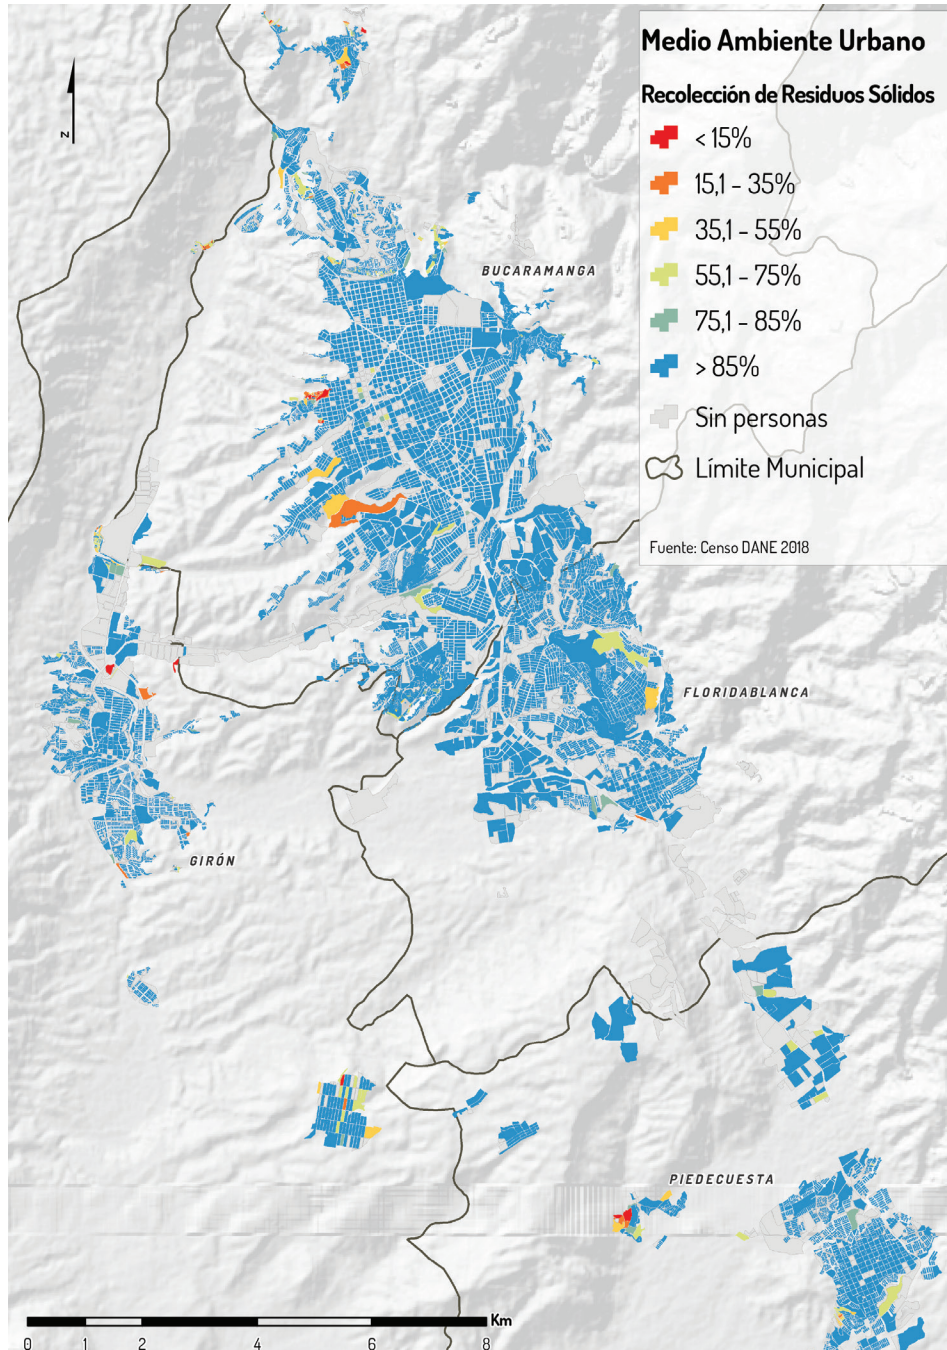 Medio Ambiente Urbano
Recolección de Residuos Sólidos
< 15%
15,1 - 35%
35,1 - 55%
55,1 - 75%
75,1 - 85%
> 85%
Sin personas
Límite Municipal
Fuente: Censo DANE 2018
N
BUCARAMANGA
FLORIDABLANCA
GIRÓN
PIEDECUESTA
Km
0 1 2 4 6 8